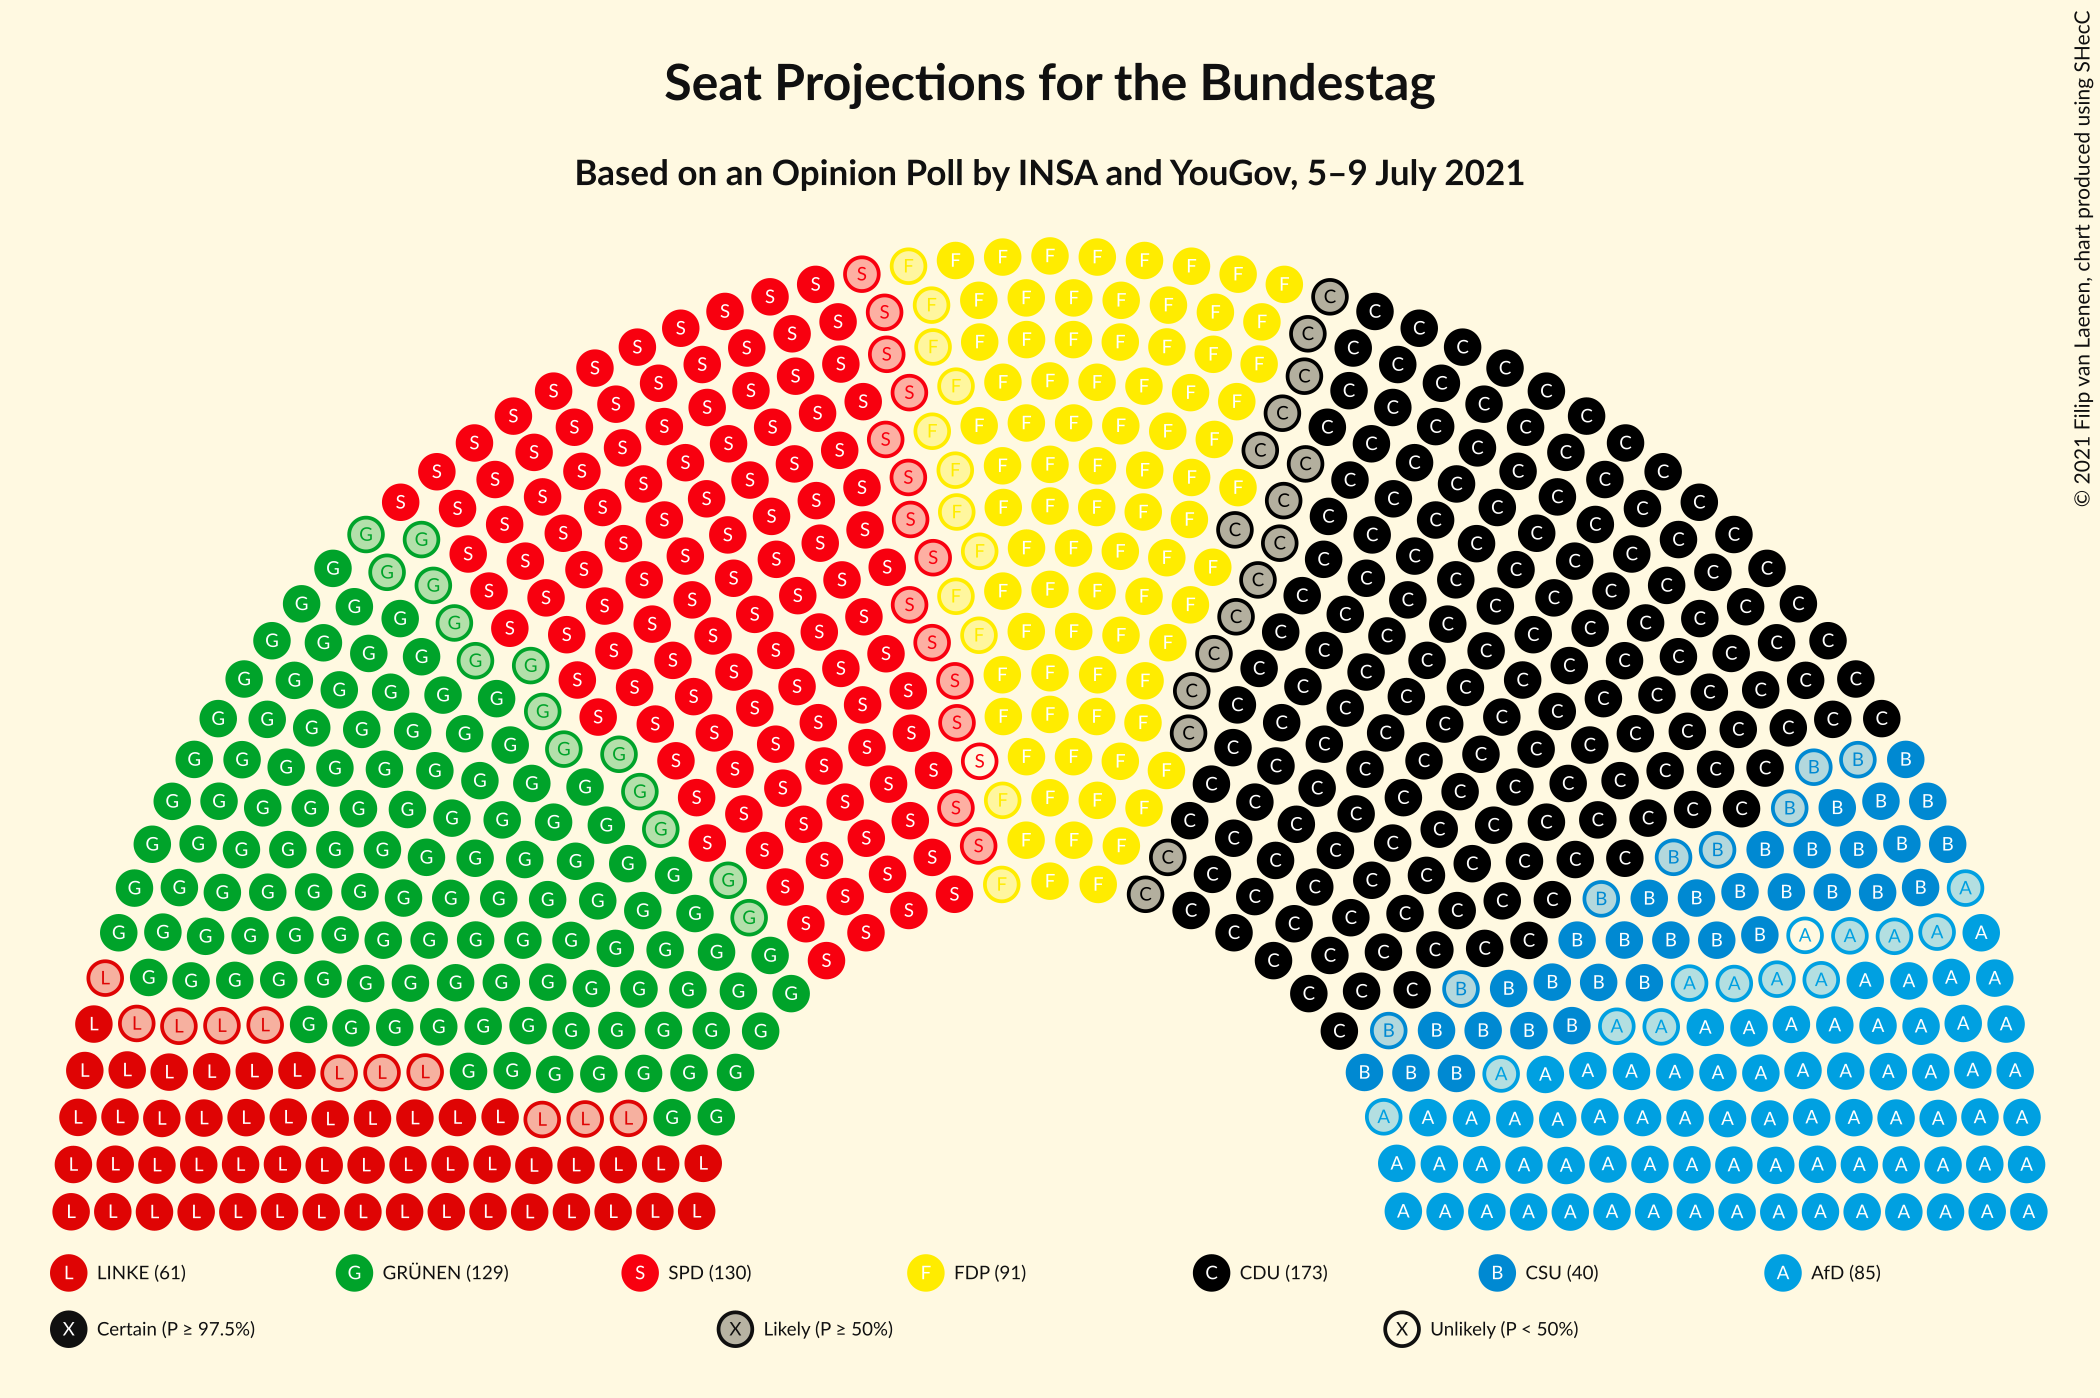 Seat Projections for the Bundestag
Based on an Opinion Poll by INSA and YouGov, 5–9 July 2021
© 2021 Filip van Laenen, chart produced using SHecC
L LINKE (61) G GRÜNEN (129) S SPD (130) F FDP (91) C CDU (173) B CSU (40) A AfD (85)
X Certain (P ≥ 97.5%) X Likely (P ≥ 50%) X Unlikely (P < 50%)